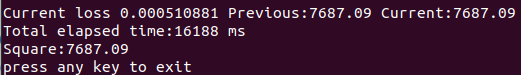 Current loss 0.000510881 Previous:7687.09 Current:7687.09
Total elapsed time:16188 ms
Square:7687.09
press any key to exit